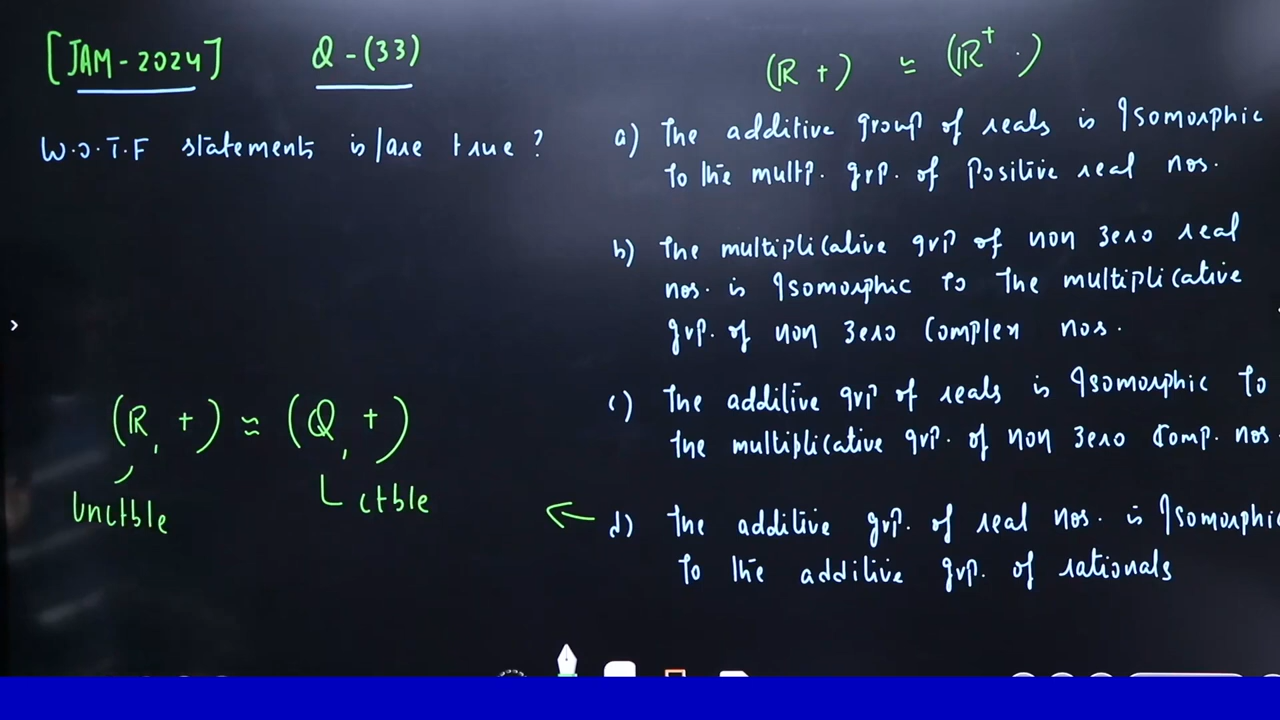 [JAM-2024] Q-(33)
W.O.T.F statements is/are true ?
(ℝ +) ≃ (ℝ⁺ ·)
a) The additive group of reals is Isomorphic
To the multp. grp. of Positive real nos.
b) The multiplicative grp of non zero real
nos. is Isomorphic to The multiplicative
grp. of non zero Complex nos.
c) The additive grp of reals is Isomorphic To
the multiplicative grp. of non zero Comp. nos.
d) The additive grp. of real nos. is Isomorphic
To the additive grp. of rationals
(ℝ, +) ≈ (ℚ, +)
Unctble ctble